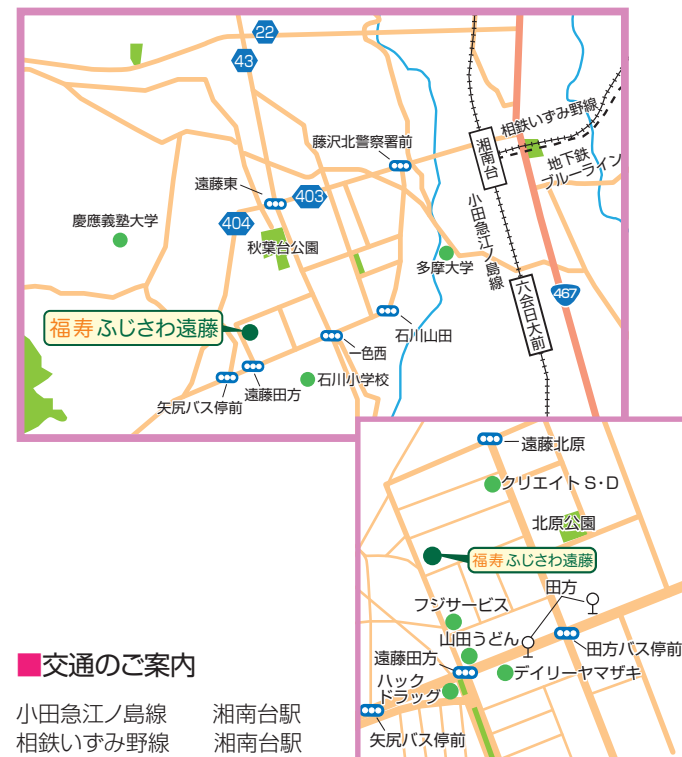 22
43
相鉄いずみ野線
藤沢北警察署前
湘南台
地下鉄
ブルーライン
遠藤東
403
404
慶應義塾大学
秋葉台公園
小田急江ノ島線
多摩大学
六会日大前
467
福寿ふじさわ遠藤
石川山田
一色西
石川小学校
遠藤田方
矢尻バス停前
遠藤北原
クリエイトS・D
北原公園
福寿ふじさわ遠藤
田方
フジサービス
山田うどん
田方バス停前
遠藤田方
デイリーヤマザキ
ハック
ドラッグ
矢尻バス停前
■交通のご案内
小田急江ノ島線 湘南台駅
相鉄いずみ野線 湘南台駅